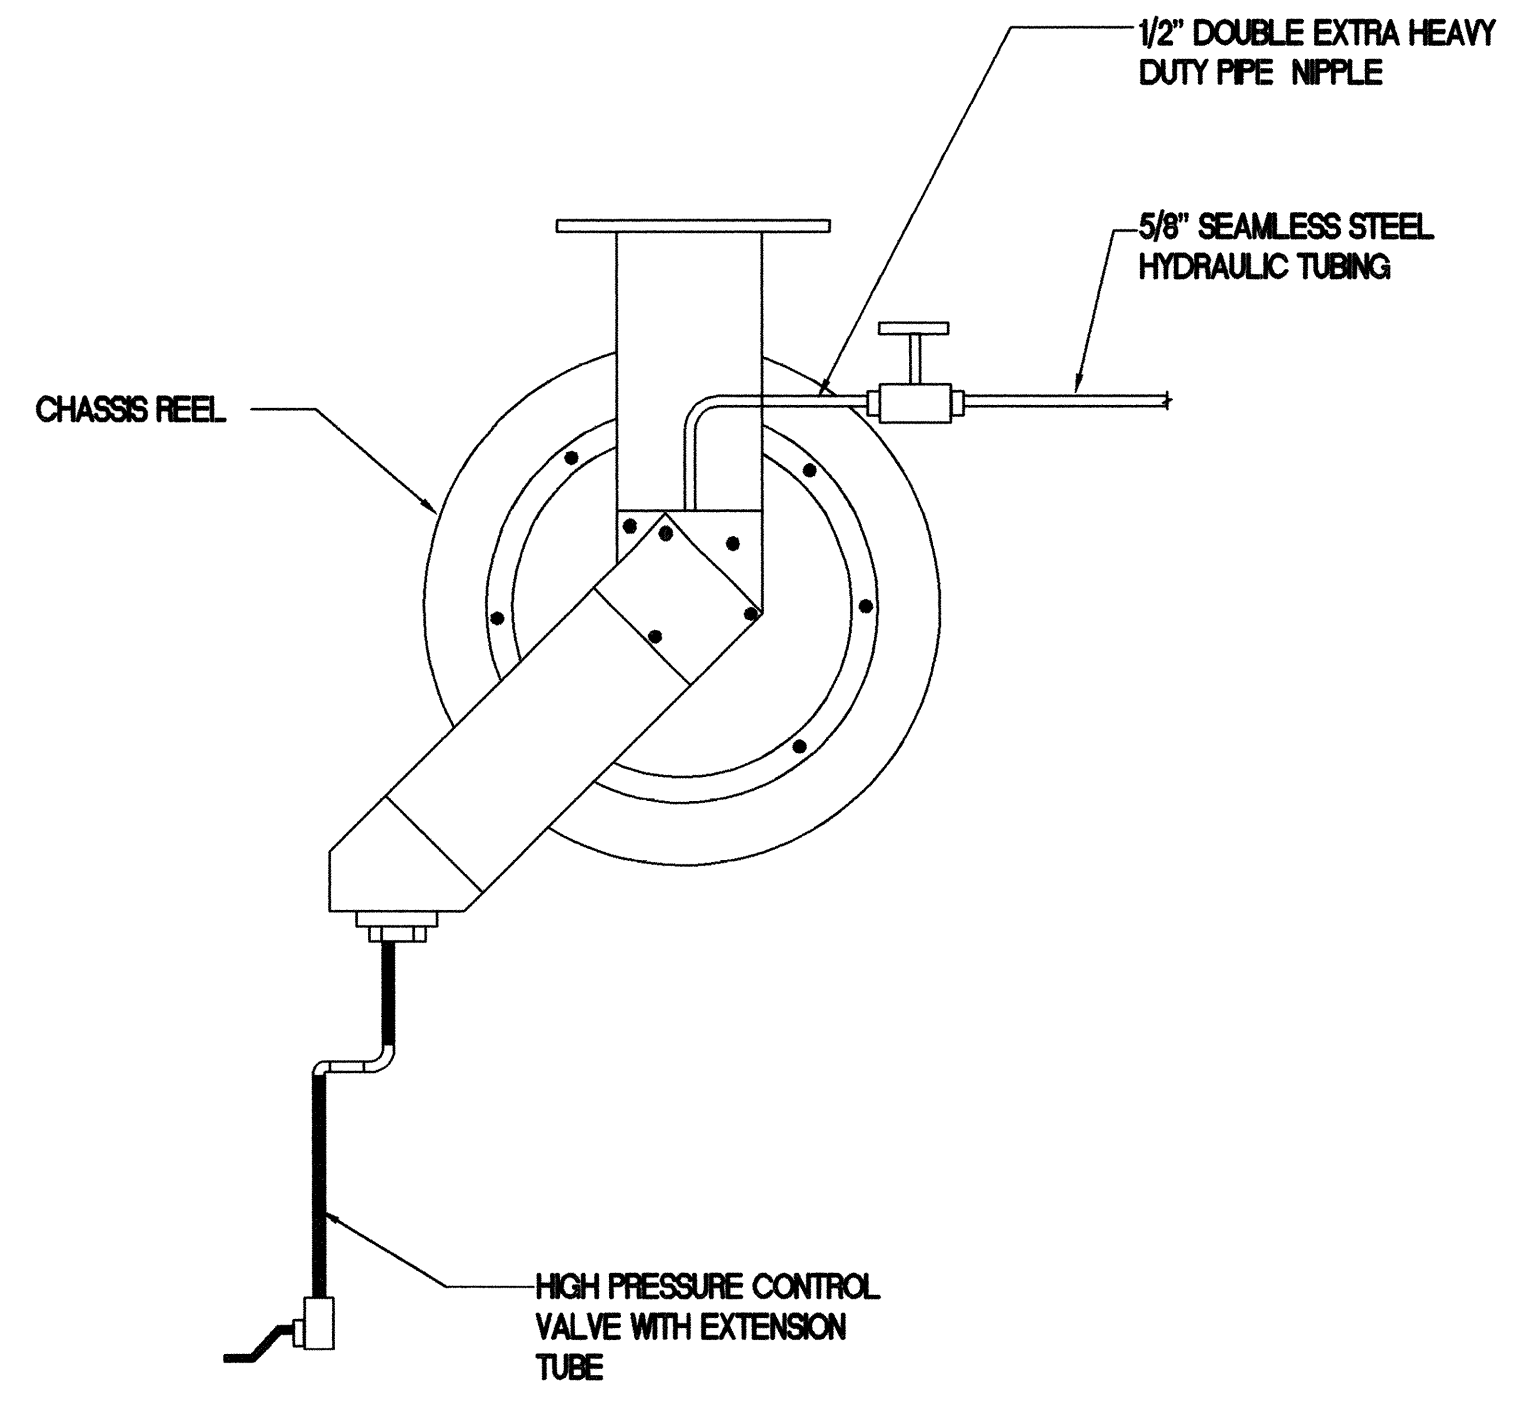 1/2” DOUBLE EXTRA HEAVY
DUTY PIPE NIPPLE
5/8” SEAMLESS STEEL
HYDRAULIC TUBING
CHASSIS REEL
HIGH PRESSURE CONTROL
VALVE WITH EXTENSION
TUBE